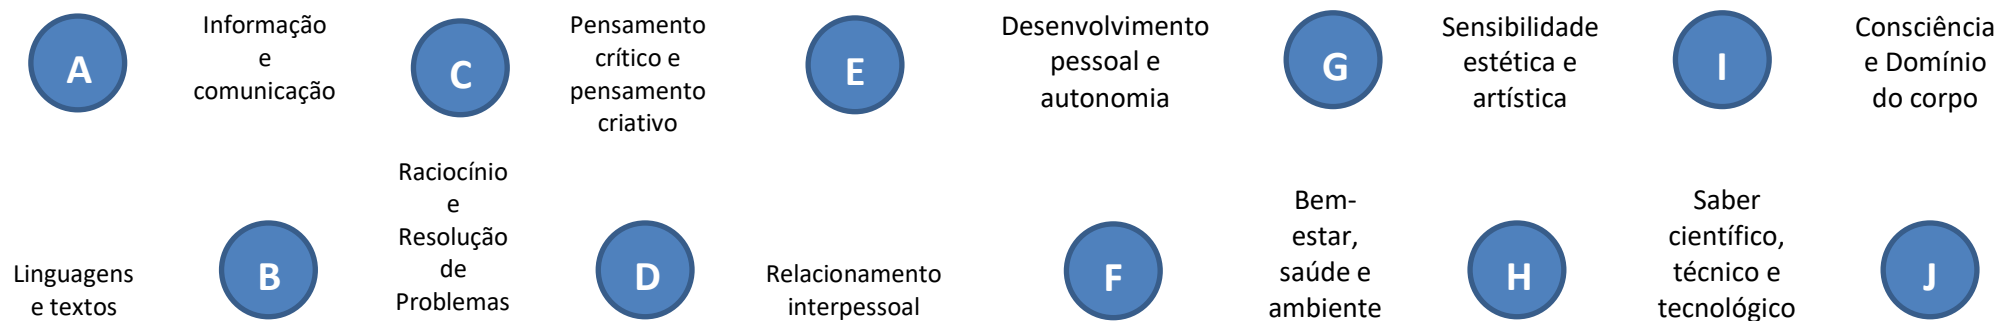 A
Linguagens
e textos
Informação
e
comunicação
B
C
Raciocínio
e
Resolução
de
Problemas
Pensamento
crítico e
pensamento
criativo
D
E
Relacionamento
interpessoal
Desenvolvimento
pessoal e
autonomia
F
G
Bem-
estar,
saúde e
ambiente
Sensibilidade
estética e
artística
H
I
Saber
científico,
técnico e
tecnológico
Consciência
e Domínio
do corpo
J